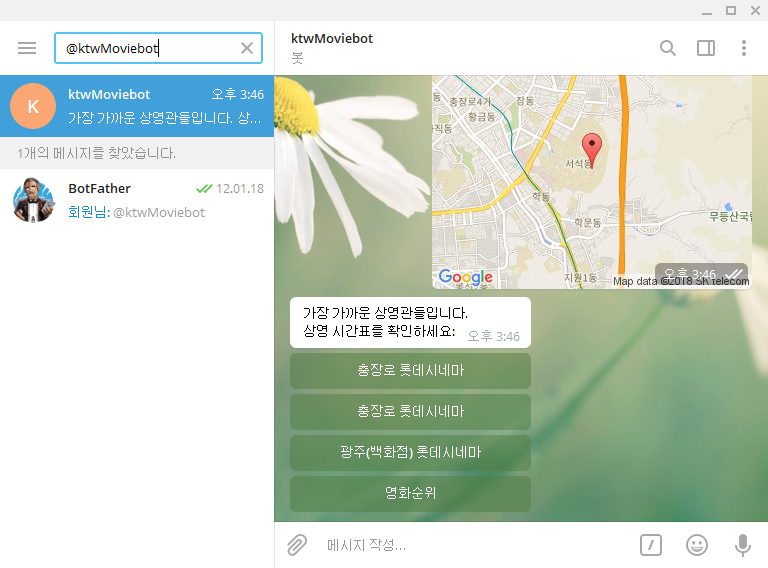 @ktwMoviebot
K
ktwMoviebot
오후 3:46
가장 가까운 상영관들입니다. 상...
1개의 메시지를 찾았습니다.
BotFather
12.01.18
회원님: @ktwMoviebot
ktwMoviebot
봇
충장로4가
장동
황금동
서석동
학동
학운동
무등산국립
지원1동
Google
오후 3:46
Map data ©2018 SK telecom
가장 가까운 상영관들입니다.
상영 시간표를 확인하세요:
오후 3:46
충장로 롯데시네마
충장로 롯데시네마
광주(백화점) 롯데시네마
영화순위
메시지 작성...